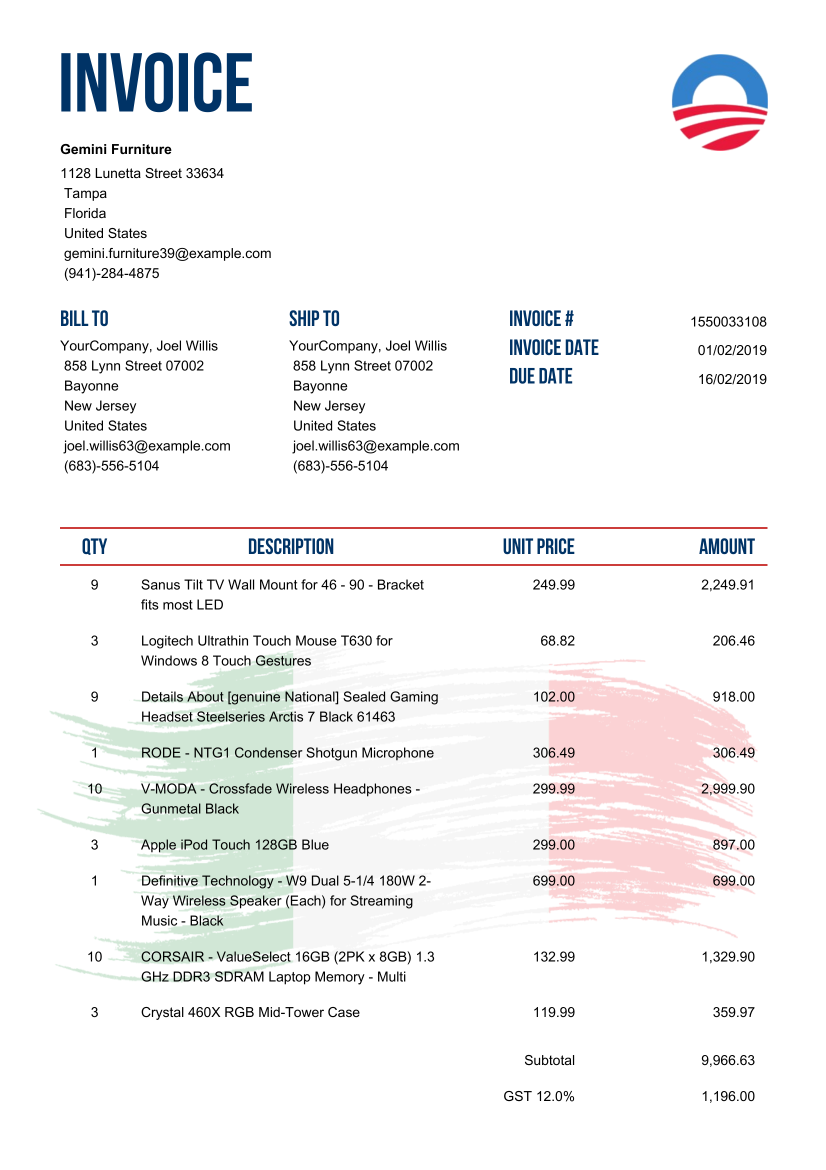 INVOICE
Gemini Furniture
1128 Lunetta Street 33634
Tampa
Florida
United States
gemini.furniture39@example.com
(941)-284-4875
BILL TO
YourCompany, Joel Willis
858 Lynn Street 07002
Bayonne
New Jersey
United States
joel.willis63@example.com
(683)-556-5104
SHIP TO
YourCompany, Joel Willis
858 Lynn Street 07002
Bayonne
New Jersey
United States
joel.willis63@example.com
(683)-556-5104
INVOICE # 1550033108
INVOICE DATE 01/02/2019
DUE DATE 16/02/2019
QTY DESCRIPTION UNIT PRICE AMOUNT
9 Sanus Tilt TV Wall Mount for 46 - 90 - Bracket 249.99 2,249.91
fits most LED
3 Logitech Ultrathin Touch Mouse T630 for 68.82 206.46
Windows 8 Touch Gestures
9 Details About [genuine National] Sealed Gaming 102.00 918.00
Headset Steelseries Arctis 7 Black 61463
1 RODE - NTG1 Condenser Shotgun Microphone 306.49 306.49
10 V-MODA - Crossfade Wireless Headphones - 299.99 2,999.90
Gunmetal Black
3 Apple iPod Touch 128GB Blue 299.00 897.00
1 Definitive Technology - W9 Dual 5-1/4 180W 2- 699.00 699.00
Way Wireless Speaker (Each) for Streaming
Music - Black
10 CORSAIR - ValueSelect 16GB (2PK x 8GB) 1.3 132.99 1,329.90
GHz DDR3 SDRAM Laptop Memory - Multi
3 Crystal 460X RGB Mid-Tower Case 119.99 359.97
Subtotal 9,966.63
GST 12.0% 1,196.00